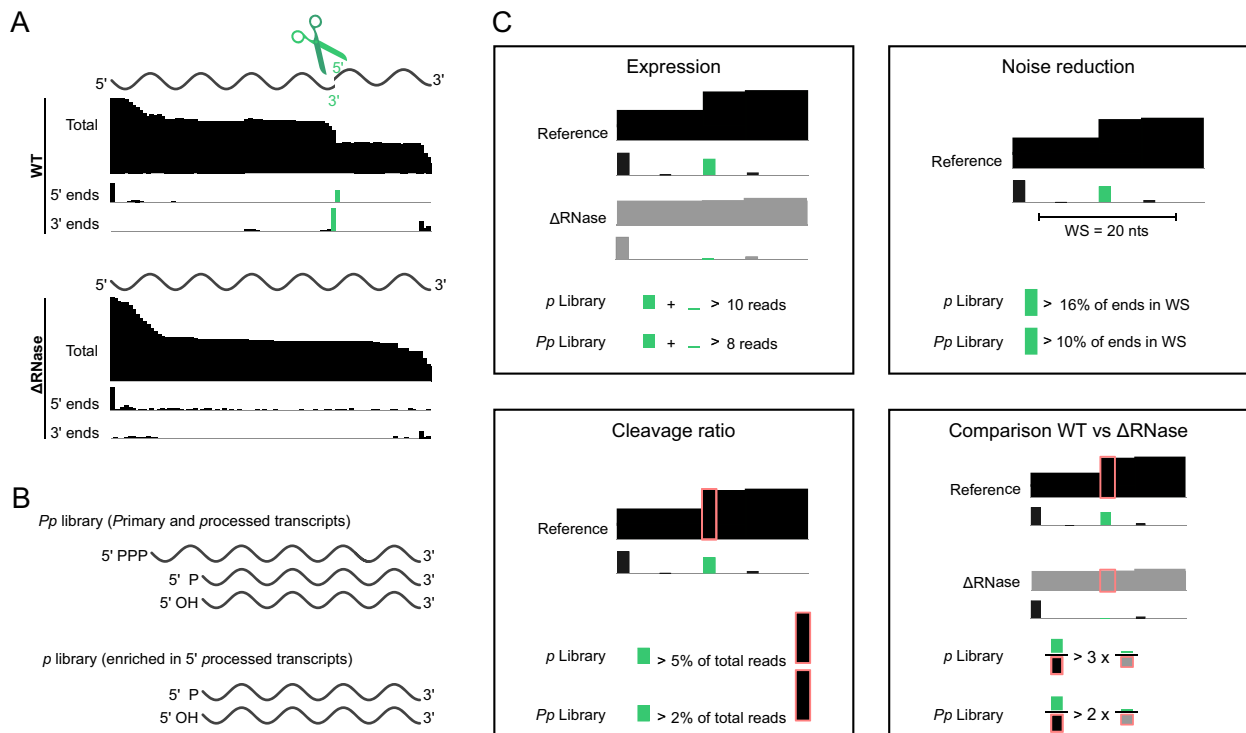 A
5'
3'
5'
3'
WT
Total
5' ends
3' ends
5'
3'
ΔRNase
Total
5' ends
3' ends
B
Pp library (Primary and processed transcripts)
5' PPP
3'
5' P
3'
5' OH
3'
p library (enriched in 5' processed transcripts)
5' P
3'
5' OH
3'
C
Expression
Reference
ΔRNase
p Library + > 10 reads
Pp Library + > 8 reads
Noise reduction
Reference
WS = 20 nts
p Library > 16% of ends in WS
Pp Library > 10% of ends in WS
Cleavage ratio
Reference
p Library > 5% of total reads
Pp Library > 2% of total reads
Comparison WT vs ΔRNase
Reference
ΔRNase
p Library > 3 x
Pp Library > 2 x